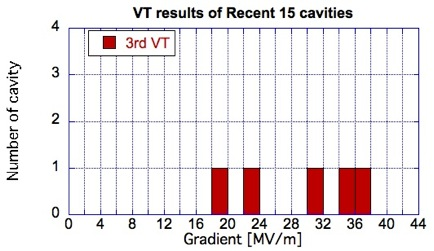 VT results of Recent 15 cavities
3rd VT
Number of cavity
4
3
2
1
0
0 4 8 12 16 20 24 28 32 36 40 44
Gradient [MV/m]